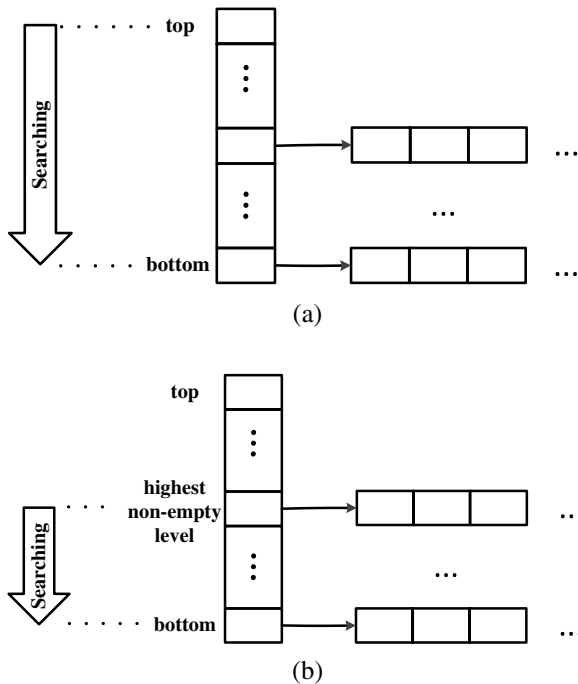 top
Searching
bottom
(a)
top
highest
non-empty
level
Searching
bottom
(b)